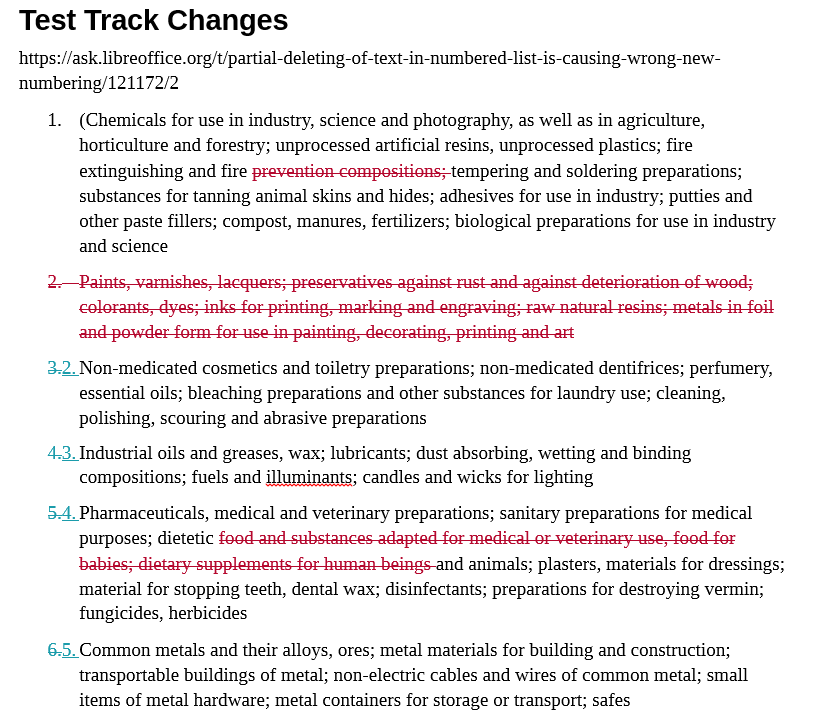 Test Track Changes
https://ask.libreoffice.org/t/partial-deleting-of-text-in-numbered-list-is-causing-wrong-new-
numbering/121172/2
1. (Chemicals for use in industry, science and photography, as well as in agriculture,
horticulture and forestry; unprocessed artificial resins, unprocessed plastics; fire
extinguishing and fire prevention compositions; tempering and soldering preparations;
substances for tanning animal skins and hides; adhesives for use in industry; putties and
other paste fillers; compost, manures, fertilizers; biological preparations for use in industry
and science
2. Paints, varnishes, lacquers; preservatives against rust and against deterioration of wood;
colorants, dyes; inks for printing, marking and engraving; raw natural resins; metals in foil
and powder form for use in painting, decorating, printing and art
3.2. Non-medicated cosmetics and toiletry preparations; non-medicated dentifrices; perfumery,
essential oils; bleaching preparations and other substances for laundry use; cleaning,
polishing, scouring and abrasive preparations
4.3. Industrial oils and greases, wax; lubricants; dust absorbing, wetting and binding
compositions; fuels and illuminants; candles and wicks for lighting
5.4. Pharmaceuticals, medical and veterinary preparations; sanitary preparations for medical
purposes; dietetic food and substances adapted for medical or veterinary use, food for
babies; dietary supplements for human beings and animals; plasters, materials for dressings;
material for stopping teeth, dental wax; disinfectants; preparations for destroying vermin;
fungicides, herbicides
6.5. Common metals and their alloys, ores; metal materials for building and construction;
transportable buildings of metal; non-electric cables and wires of common metal; small
items of metal hardware; metal containers for storage or transport; safes